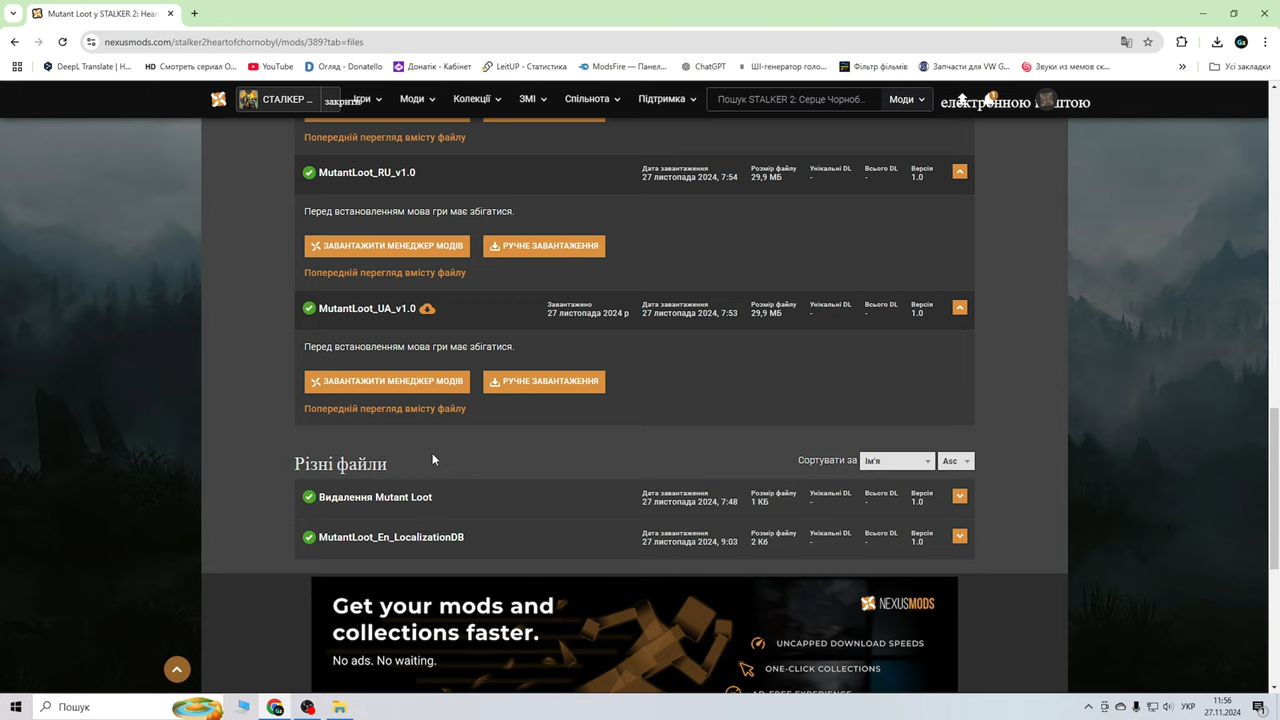 Mutant Loot у STALKER 2: Hear
nexusmods.com/stalker2heartofchornobyl/mods/389?tab=files
DeepL Translate | Н...
HD Смотреть сериал О...
YouTube
Огляд - Donatello
Донатік - Кабінет
LeitUP - Статистика
ModsFire — Панель...
ChatGPT
ШІ-генератор голо...
Фільтр фільмів
Запчасти для VW G...
Звуки из мемов ск...
Усі закладки
СТАЛКЕР ...
закрити
Ігри
Моди
Колекції
ЗМІ
Спільнота
Підтримка
Пошук STALKER 2: Серце Чорноб...
Моди
1
Попередній перегляд вмісту файлу
MutantLoot_RU_v1.0
Дата завантаження
27 листопада 2024, 7:54
Розмір файлу
29,9 МБ
Унікальні DL
-
Всього DL
-
Версія
1.0
Перед встановленням мова гри має збігатися.
ЗАВАНТАЖИТИ МЕНЕДЖЕР МОДІВ
РУЧНЕ ЗАВАНТАЖЕННЯ
Попередній перегляд вмісту файлу
MutantLoot_UA_v1.0
Завантажено
27 листопада 2024 р
Дата завантаження
27 листопада 2024, 7:53
Розмір файлу
29,9 МБ
Унікальні DL
-
Всього DL
-
Версія
1.0
Перед встановленням мова гри має збігатися.
ЗАВАНТАЖИТИ МЕНЕДЖЕР МОДІВ
РУЧНЕ ЗАВАНТАЖЕННЯ
Попередній перегляд вмісту файлу
Різні файли
Сортувати за
Ім'я
Asc
Видалення Mutant Loot
Дата завантаження
27 листопада 2024, 7:48
Розмір файлу
1 КБ
Унікальні DL
-
Всього DL
-
Версія
1.0
MutantLoot_En_LocalizationDB
Дата завантаження
27 листопада 2024, 9:03
Розмір файлу
2 Кб
Унікальні DL
-
Всього DL
-
Версія
1.0
Get your mods and
collections faster.
No ads. No waiting.
NEXUSMODS
UNCAPPED DOWNLOAD SPEEDS
ONE-CLICK COLLECTIONS
AD-FREE EXPERIENCE
Пошук
УКР
11:56
27.11.2024